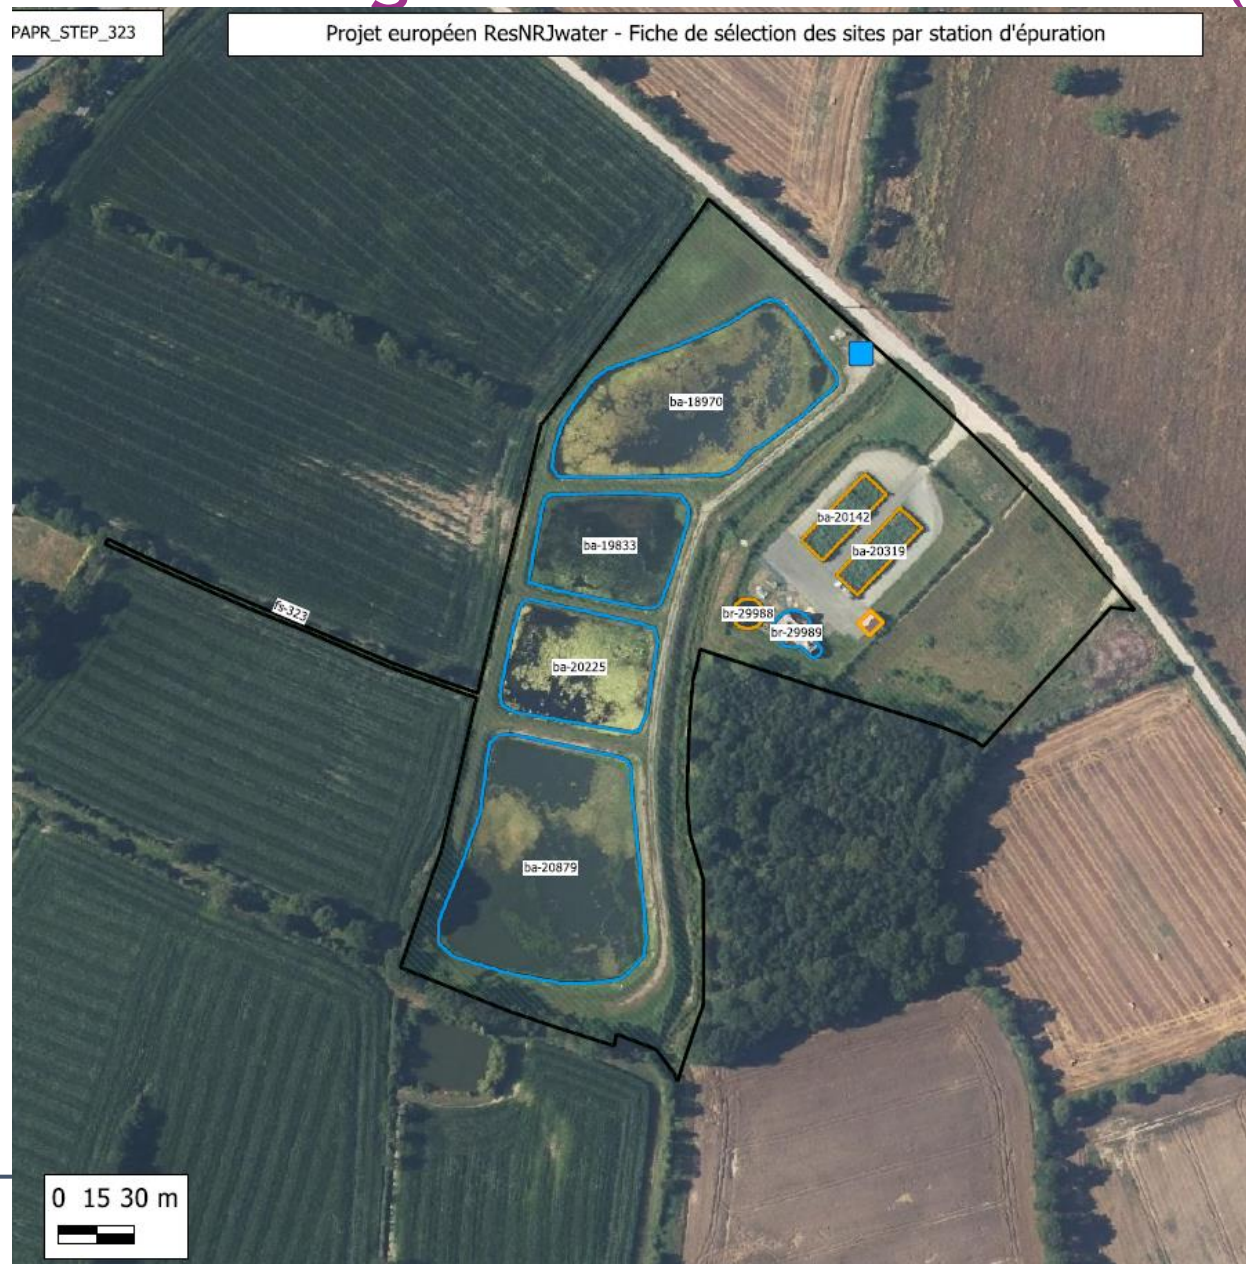 PAPR_STEP_323
Projet européen ResNRJwater - Fiche de sélection des sites par station d'épuration
ba-18970
ba-20142
ba-19833
ba-20319
fs-323
br-29988
br-29989
ba-20225
ba-20879
0 15 30 m